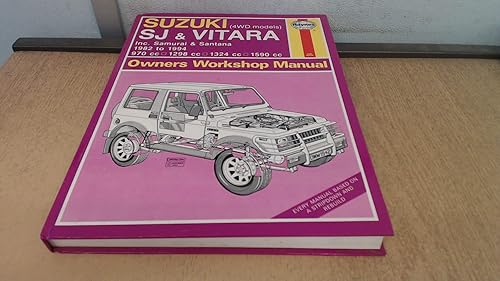 SUZUKI (4WD models)
SJ & VITARA
Inc. Samurai & Santana
1982 to 1994
970 cc □ 1298 cc □ 1324 cc □ 1590 cc
Owners Workshop Manual
Haynes
EVERY MANUAL BASED ON
A STRIPDOWN AND
REBUILD